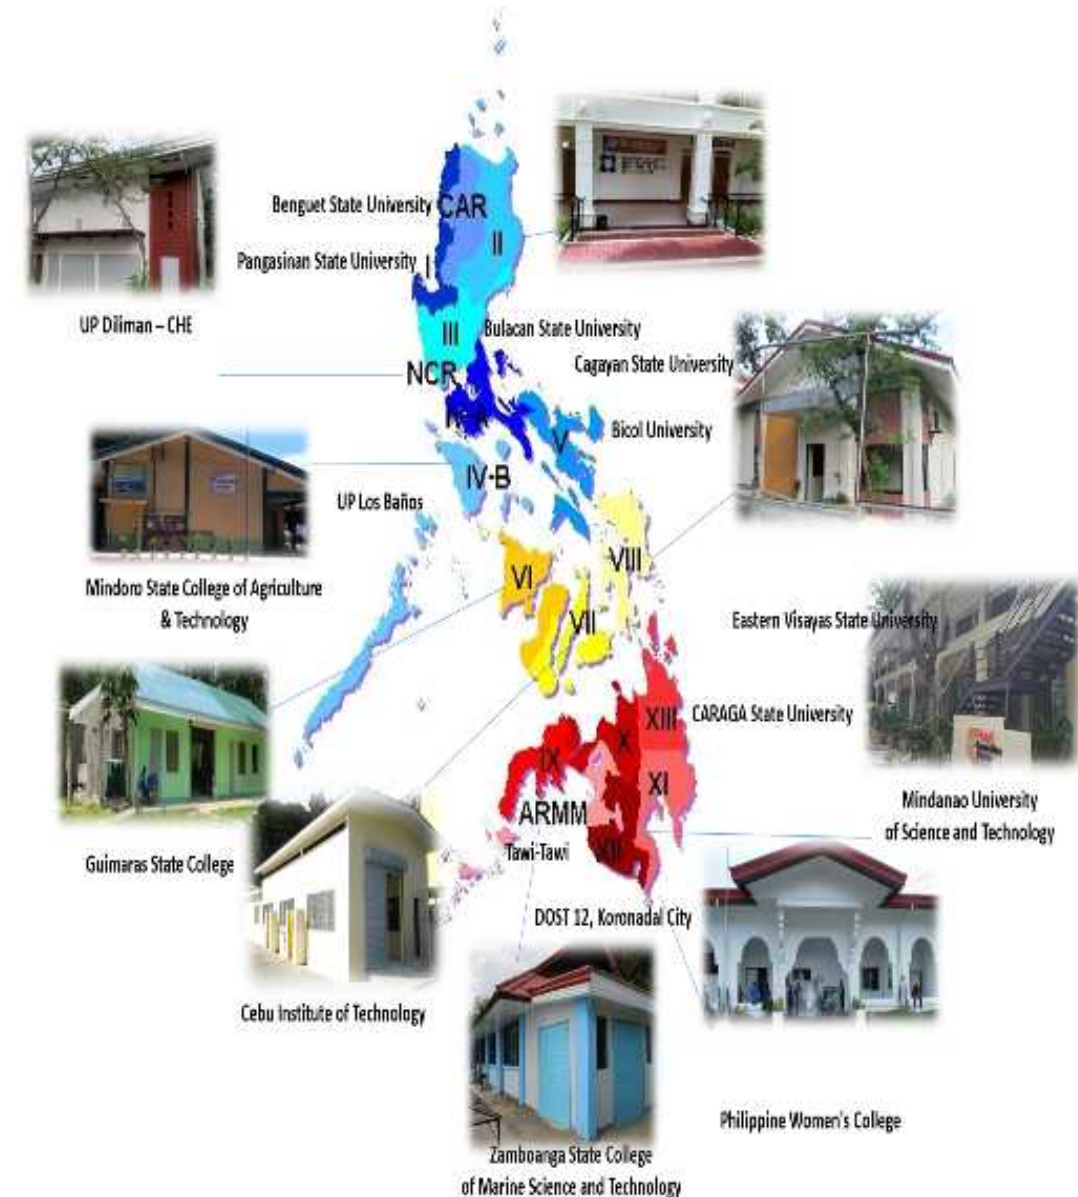 Benguet State University
CAR
II
Pangasinan State University
I
UP Diliman – CHE
III
Bulacan State University
Cagayan State University
NCR
IV-A
V
Bicol University
IV-B
UP Los Baños
Mindoro State College of Agriculture
& Technology
VI
VIII
VII
Eastern Visayas State University
XIII
CARAGA State University
X
IX
XI
Mindanao University
of Science and Technology
ARMM
XII
Tawi-Tawi
Guimaras State College
DOST 12, Koronadal City
Cebu Institute of Technology
Philippine Women's College
Zamboanga State College
of Marine Science and Technology